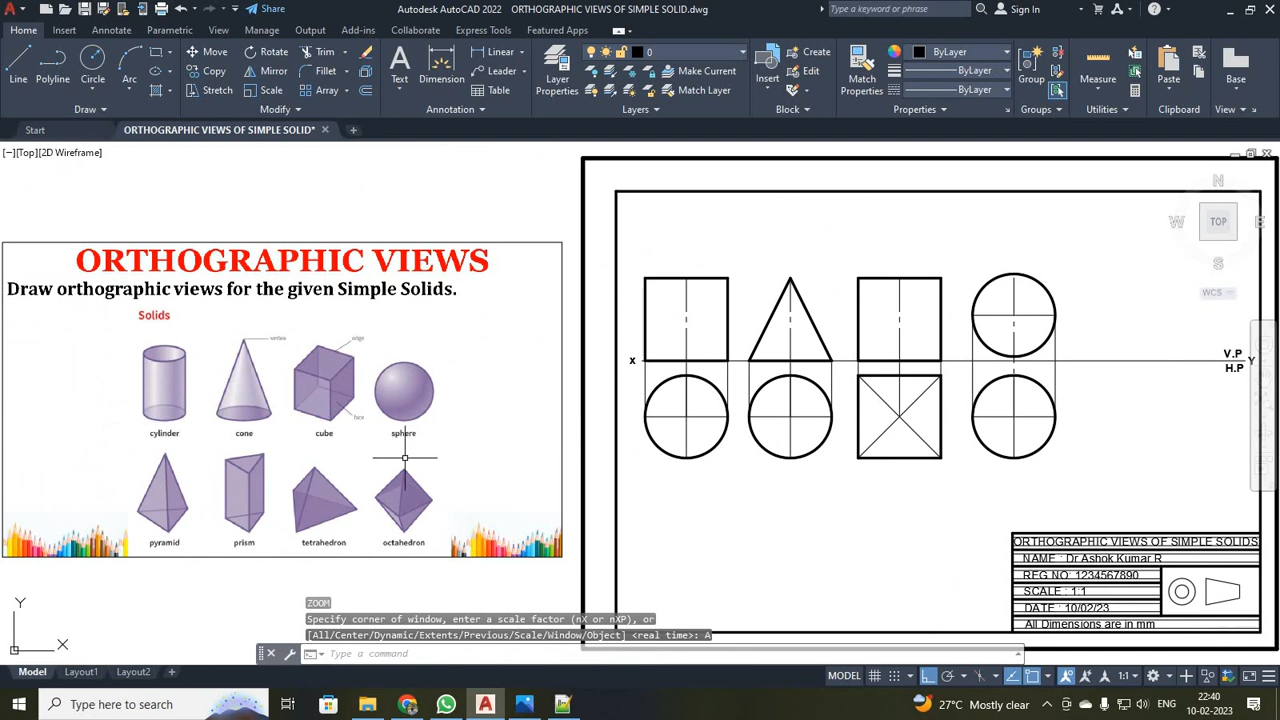 Autodesk AutoCAD 2022 ORTHOGRAPHIC VIEWS OF SIMPLE SOLID.dwg Type a keyword or phrase Sign In
Home Insert Annotate Parametric View Manage Output Add-ins Collaborate Express Tools Featured Apps
Line Polyline Circle Arc
Move Rotate Trim
Copy Mirror Fillet
Stretch Scale Array
Text Dimension
Linear
Leader
Table
Layer Properties
0
Make Current
Match Layer
Insert
Create
Edit
Match Properties
ByLayer
ByLayer
ByLayer
Group Measure Paste Base
Draw Modify Annotation Layers Block Properties Groups Utilities Clipboard View
Start ORTHOGRAPHIC VIEWS OF SIMPLE SOLID*
[−][Top][2D Wireframe]
N
W TOP E
S
WCS
ORTHOGRAPHIC VIEWS
Draw orthographic views for the given Simple Solids.
Solids
vertex
edge
face
cylinder cone cube sphere
pyramid prism tetrahedron octahedron
X
V.P
H.P
Y
ORTHOGRAPHIC VIEWS OF SIMPLE SOLIDS
NAME : Dr Ashok Kumar R
REG NO: 1234567890
SCALE : 1:1
DATE : 10/02/23
All Dimensions are in mm
Y
X
ZOOM
Specify corner of window, enter a scale factor (nX or nXP), or
[All/Center/Dynamic/Extents/Previous/Scale/Window/Object] <real time>: A
Type a command
Model Layout1 Layout2
MODEL 1:1
Type here to search
27°C Mostly clear
22:40
10-02-2023